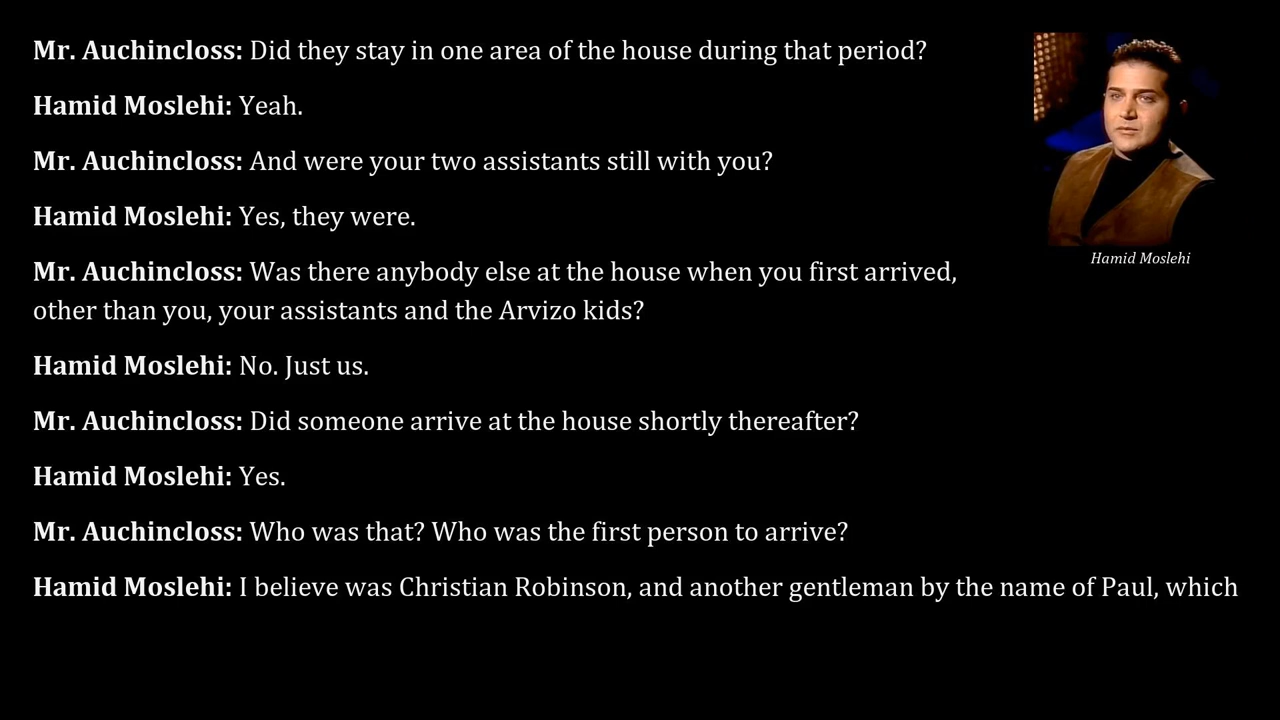 Mr. Auchincloss: Did they stay in one area of the house during that period?
Hamid Moslehi: Yeah.
Mr. Auchincloss: And were your two assistants still with you?
Hamid Moslehi: Yes, they were.
Mr. Auchincloss: Was there anybody else at the house when you first arrived,
other than you, your assistants and the Arvizo kids?
Hamid Moslehi: No. Just us.
Mr. Auchincloss: Did someone arrive at the house shortly thereafter?
Hamid Moslehi: Yes.
Mr. Auchincloss: Who was that? Who was the first person to arrive?
Hamid Moslehi: I believe was Christian Robinson, and another gentleman by the name of Paul, which
Hamid Moslehi